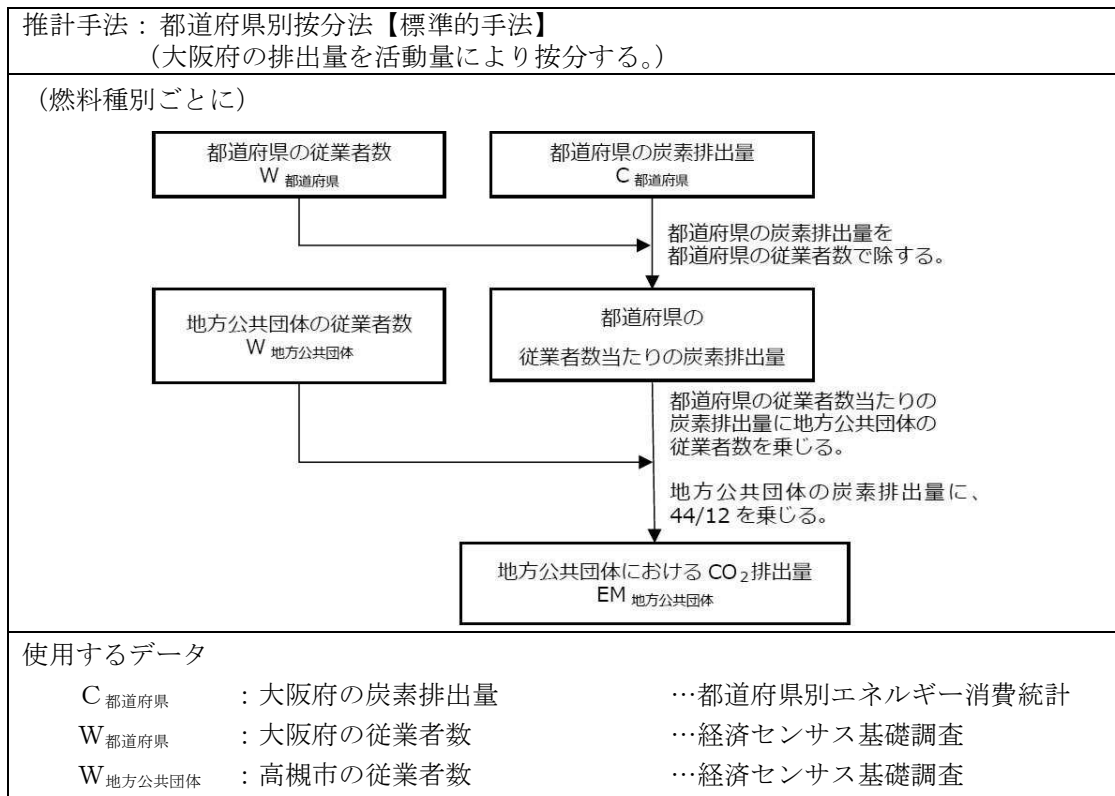 推計手法：都道府県別按分法【標準的手法】
（大阪府の排出量を活動量により按分する。）
（燃料種別ごとに）
都道府県の従業者数
W 都道府県
都道府県の炭素排出量
C 都道府県
都道府県の炭素排出量を
都道府県の従業者数で除する。
地方公共団体の従業者数
W 地方公共団体
都道府県の
従業者数当たりの炭素排出量
都道府県の従業者数当たりの
炭素排出量に地方公共団体の
従業者数を乗じる。
地方公共団体の炭素排出量に、
44/12 を乗じる。
地方公共団体における CO₂排出量
EM 地方公共団体
使用するデータ
C 都道府県 ：大阪府の炭素排出量 …都道府県別エネルギー消費統計
W 都道府県 ：大阪府の従業者数 …経済センサス基礎調査
W 地方公共団体 ：高槻市の従業者数 …経済センサス基礎調査